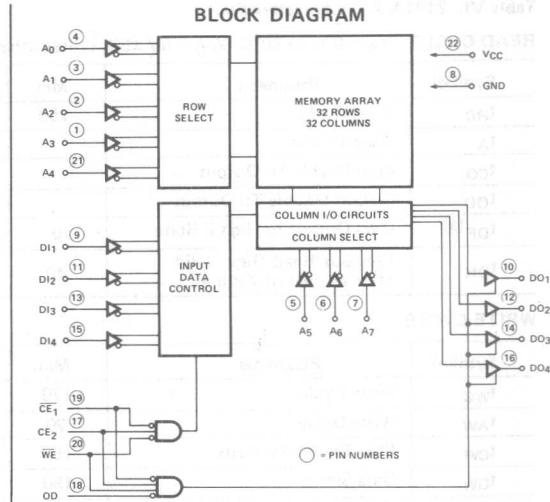 BLOCK DIAGRAM
A0 4
A1 3
A2 2
A3 1
A4 21
ROW
SELECT
MEMORY ARRAY
32 ROWS
32 COLUMNS
22 VCC
8 GND
COLUMN I/O CIRCUITS
COLUMN SELECT
DI1 9
DI2 11
DI3 13
DI4 15
INPUT
DATA
CONTROL
5 6 7
A5 A6 A7
10 DO1
12 DO2
14 DO3
16 DO4
CE1 19
CE2 17
WE 20
OD 18
= PIN NUMBERS